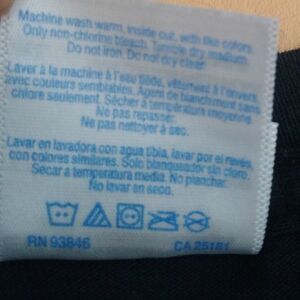 Machine wash warm, inside out, with like colors.
Only non-chlorine bleach. Tumble dry medium.
Do not iron. Do not dry clear.
Laver à la machine à l'eau tiède, vêtement à l'envers,
avec couleurs semblables. Agent de blanchiment sans
chlore seulement. Sécher à température moyenne.
Ne pas repasser.
Ne pas nettoyer à sec.
Lavar en lavadora con agua tibia, lavar por el revés,
con colores similares. Solo blanqueador sin cloro.
Secar a temperatura media. No planchar.
No lavar en seco.
RN 93846 CA 25181